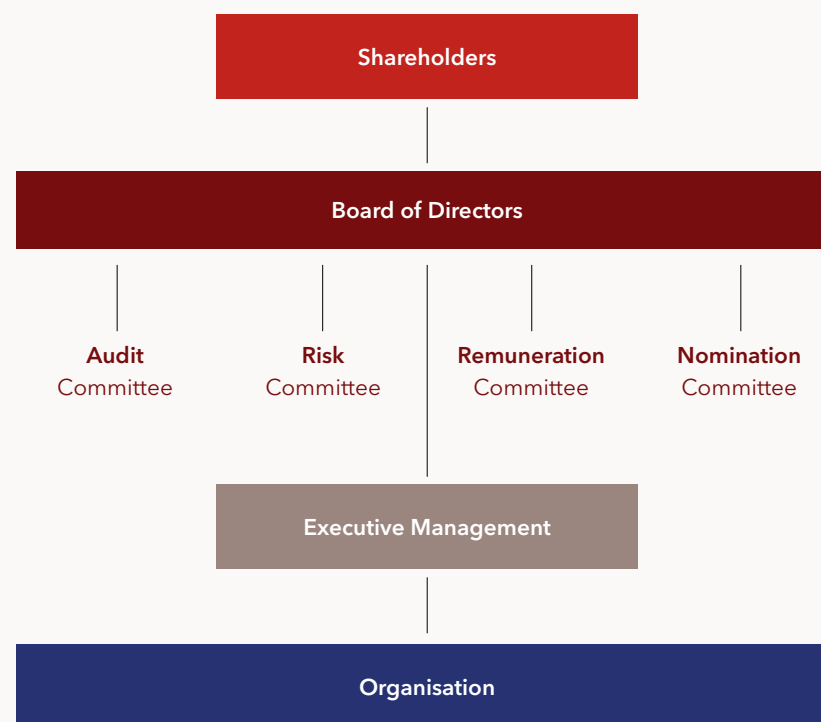 Shareholders
Board of Directors
Audit
Committee
Risk
Committee
Remuneration
Committee
Nomination
Committee
Executive Management
Organisation